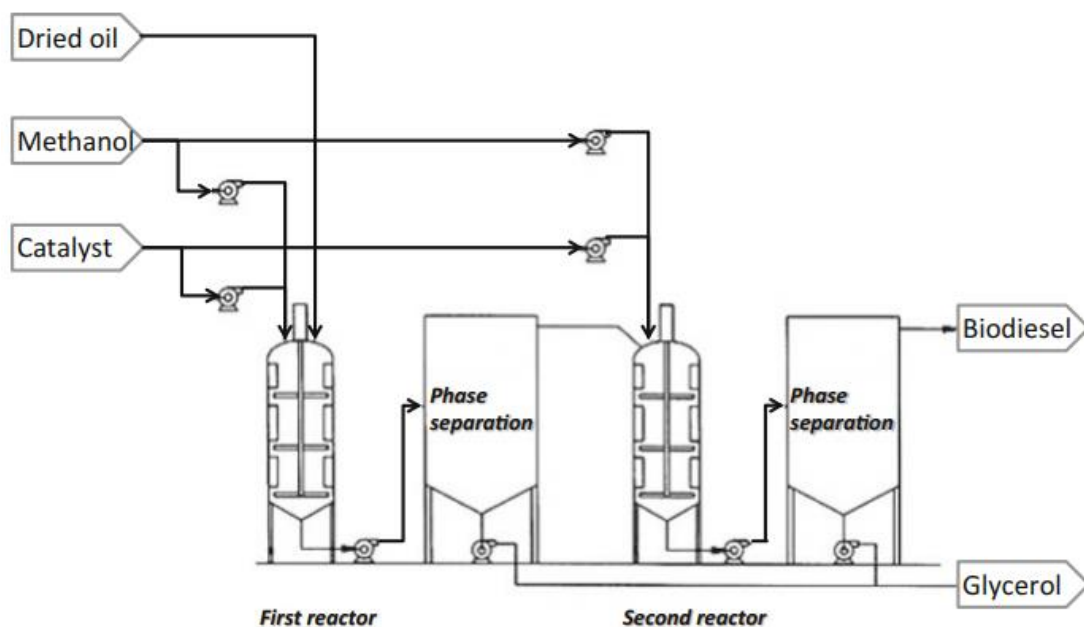 Dried oil
Methanol
Catalyst
Phase
separation
Phase
separation
Biodiesel
Glycerol
First reactor
Second reactor